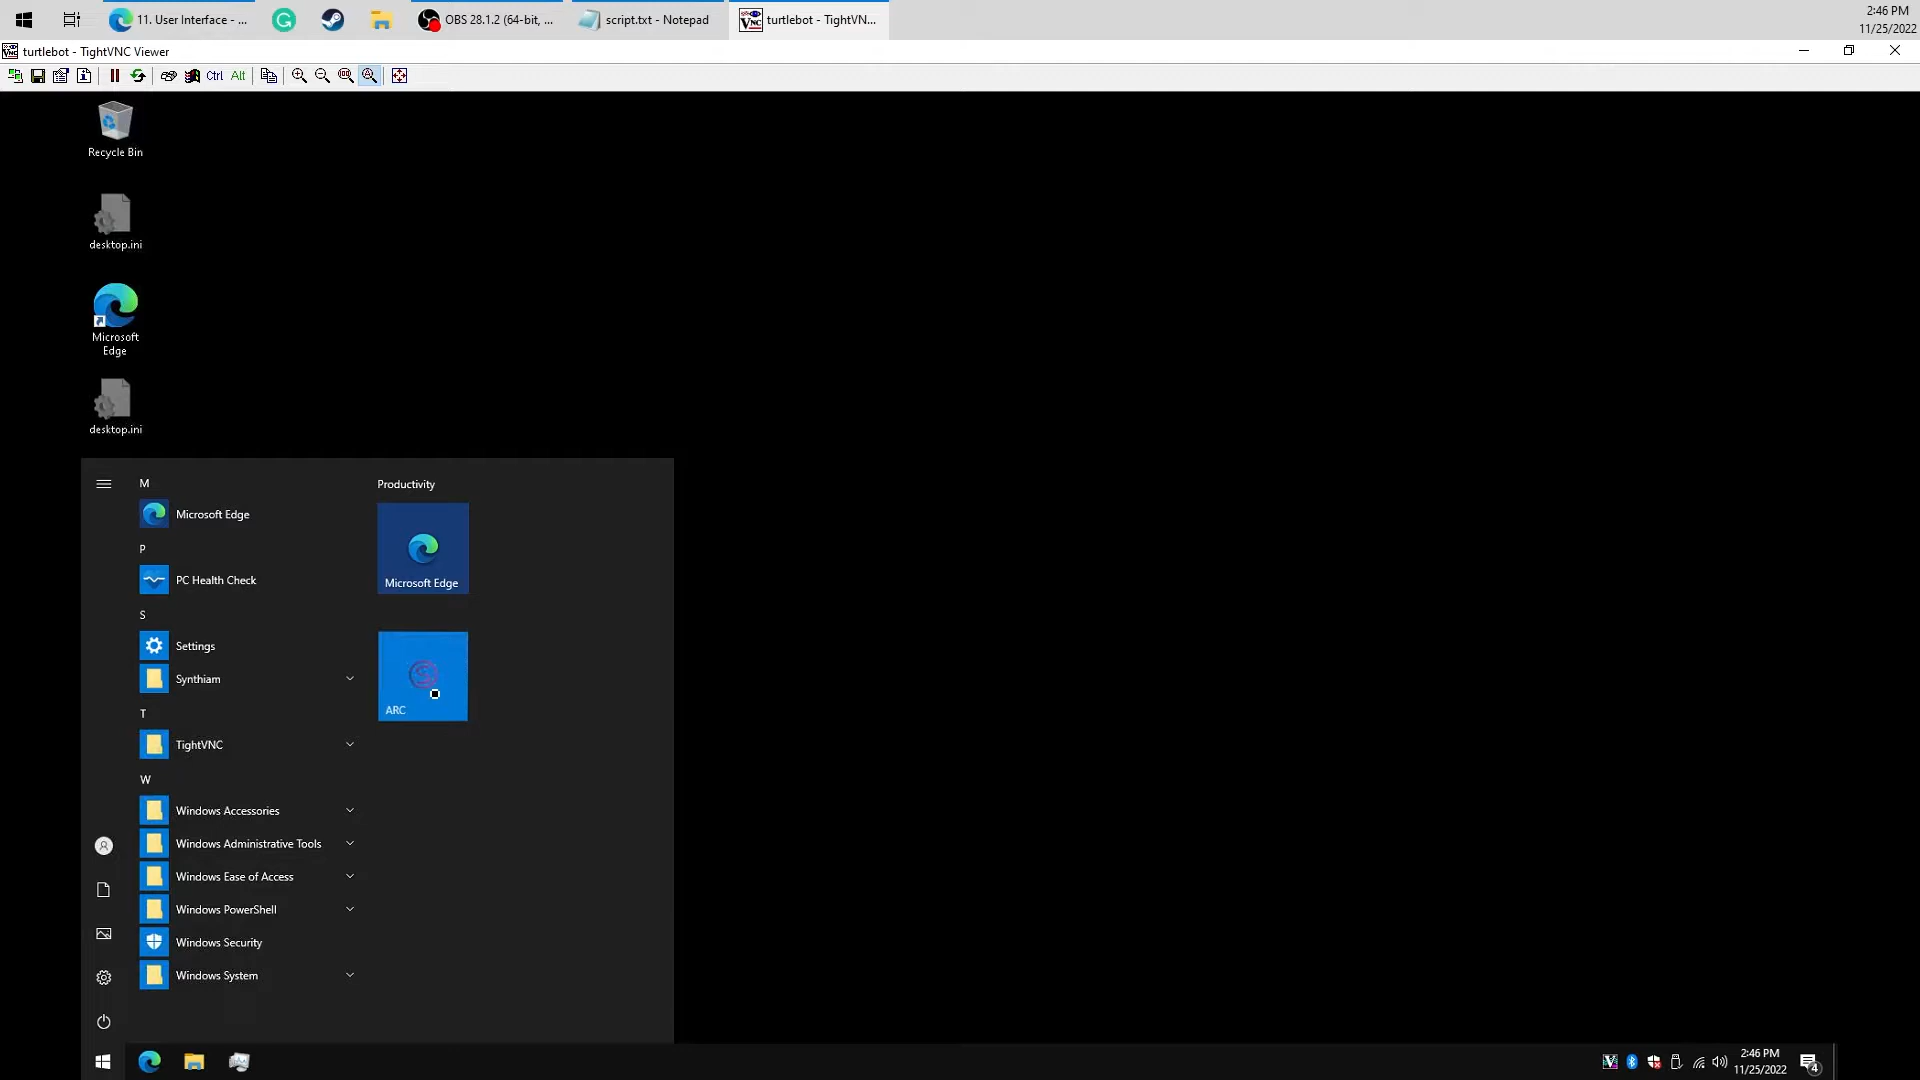 11. User Interface - ...
OBS 28.1.2 (64-bit, ...
script.txt - Notepad
turtlebot - TightVN...
2:46 PM
11/25/2022
turtlebot - TightVNC Viewer
Ctrl
Alt
Recycle Bin
desktop.ini
Microsoft
Edge
desktop.ini
M
Microsoft Edge
P
PC Health Check
S
Settings
Synthiam
T
TightVNC
W
Windows Accessories
Windows Administrative Tools
Windows Ease of Access
Windows PowerShell
Windows Security
Windows System
Productivity
Microsoft Edge
ARC
2:46 PM
11/25/2022
4